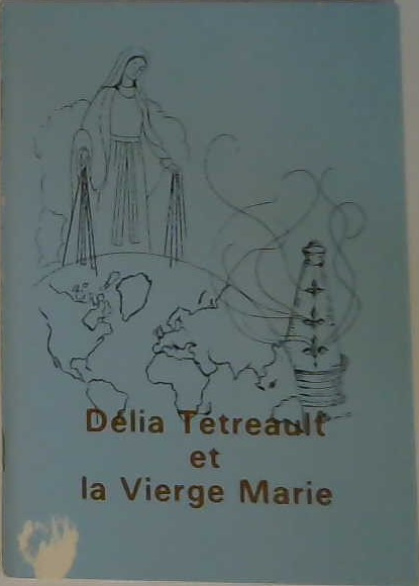 Délia Tétreault
et
la Vierge Marie